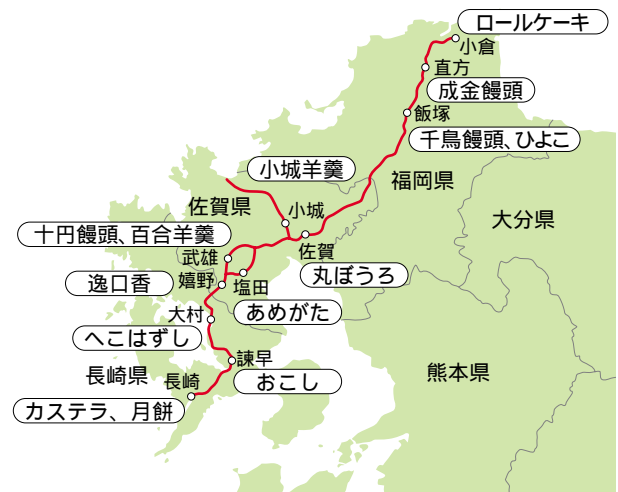 ロールケーキ
小倉
直方
成金饅頭
飯塚
千鳥饅頭、ひよこ
小城羊羹
福岡県
佐賀県
小城
大分県
十円饅頭、百合羊羹
佐賀
武雄
丸ぼうろ
逸口香
嬉野
塩田
あめがた
大村
へこはずし
諫早
長崎県
長崎
おこし
熊本県
カステラ、月餅